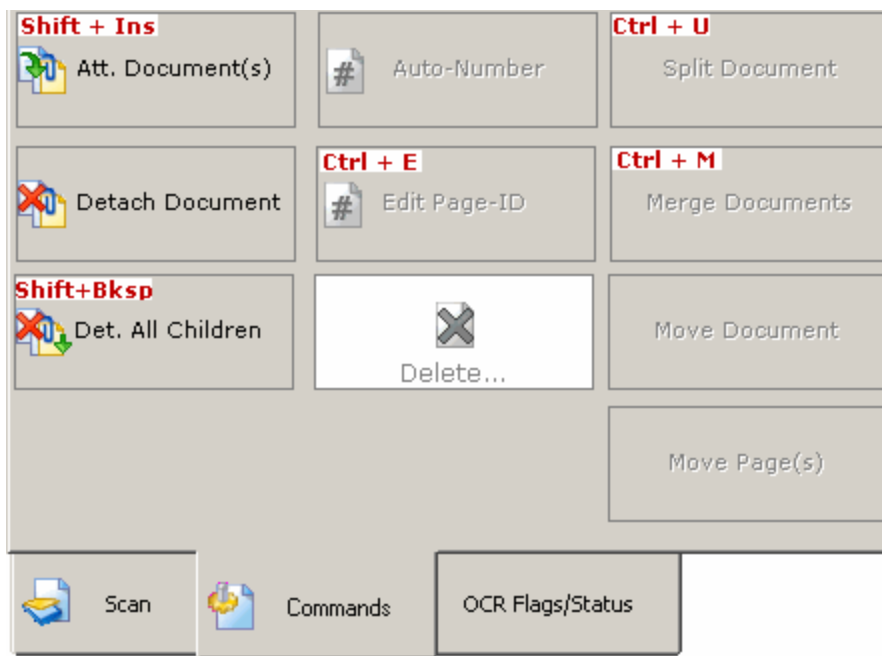 Shift + Ins
Att. Document(s)
# Auto-Number
Ctrl + U
Split Document
Detach Document
Ctrl + E
# Edit Page-ID
Ctrl + M
Merge Documents
Shift+Bksp
Det. All Children
Delete...
Move Document
Move Page(s)
Scan
Commands
OCR Flags/Status